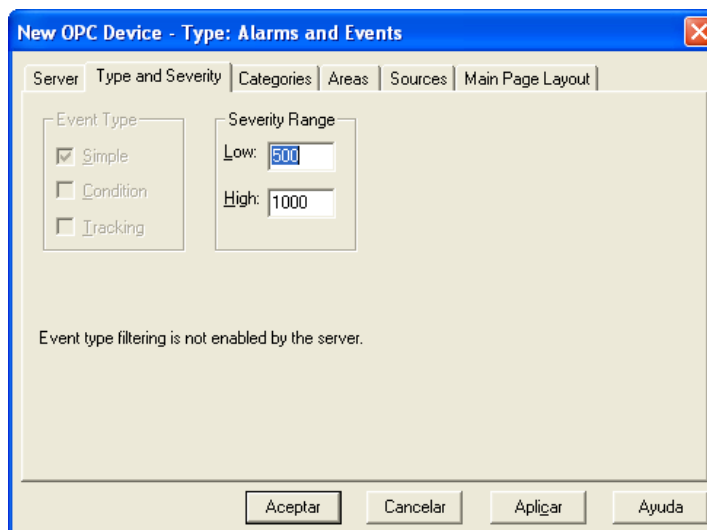 New OPC Device - Type: Alarms and Events
Server Type and Severity Categories Areas Sources Main Page Layout
Event Type Severity Range
Simple Low: 500
Condition High: 1000
Tracking
Event type filtering is not enabled by the server.
Aceptar Cancelar Aplicar Ayuda